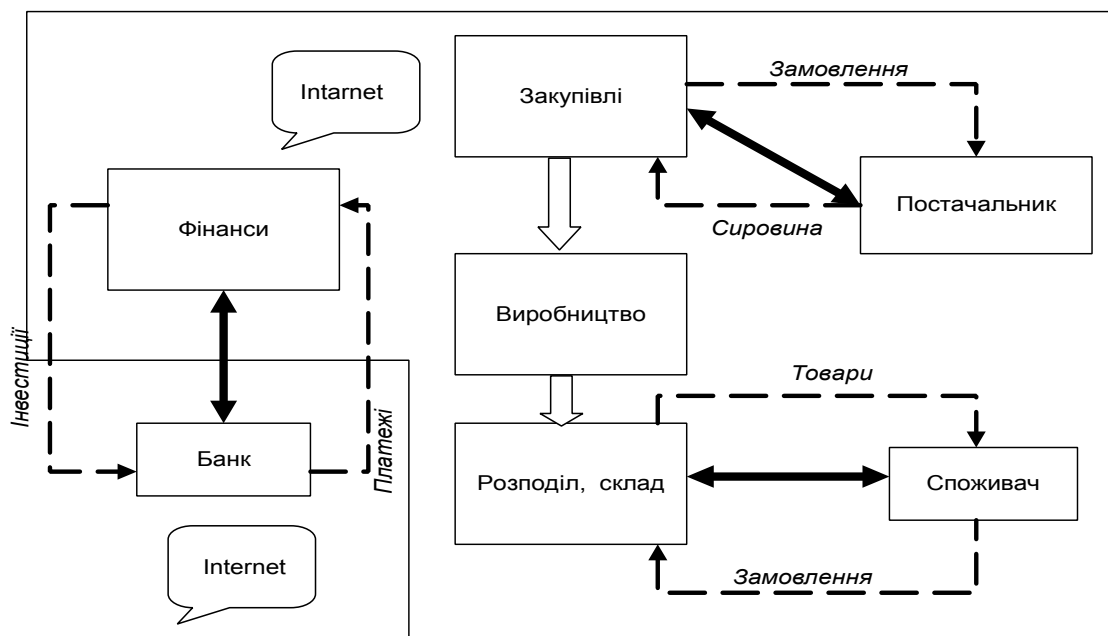 Intarnet
Закупівлі
Замовлення
Фінанси
Сировина
Постачальник
Виробництво
Інвестиції
Товари
Банк
Платежі
Розподіл, склад
Споживач
Internet
Замовлення